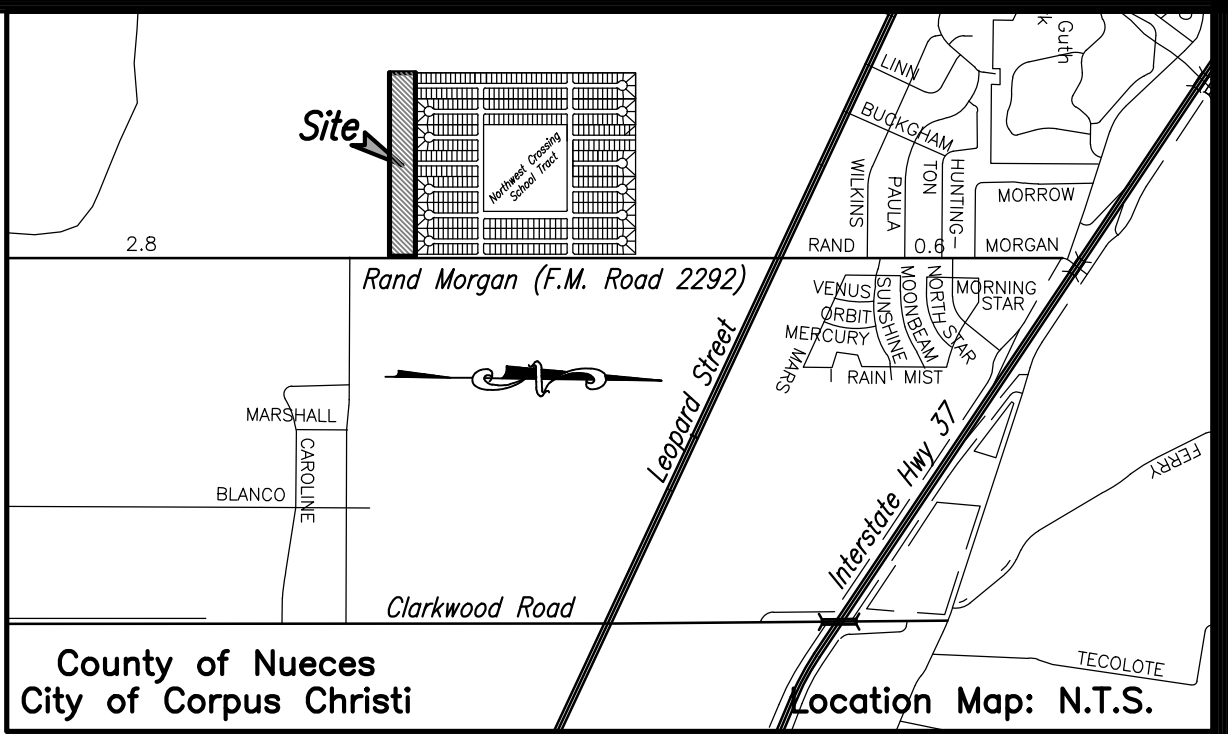 Guth
LINN
BUCKGHAM
Site
Northwest Crossing
School Tract
WILKINS
PAULA
HUNTING-
TON
MORROW
2.8
RAND
0.6
MORGAN
Rand Morgan (F.M. Road 2292)
VENUS
ORBIT
MERCURY
MARS
SUNSHINE
MOONBEAM
NORTH STAR
MORNING
STAR
RAIN
MIST
Leopard Street
Interstate Hwy 37
MARSHALL
CAROLINE
BLANCO
FERRY
Clarkwood Road
TECOLOTE
County of Nueces
City of Corpus Christi
Location Map: N.T.S.